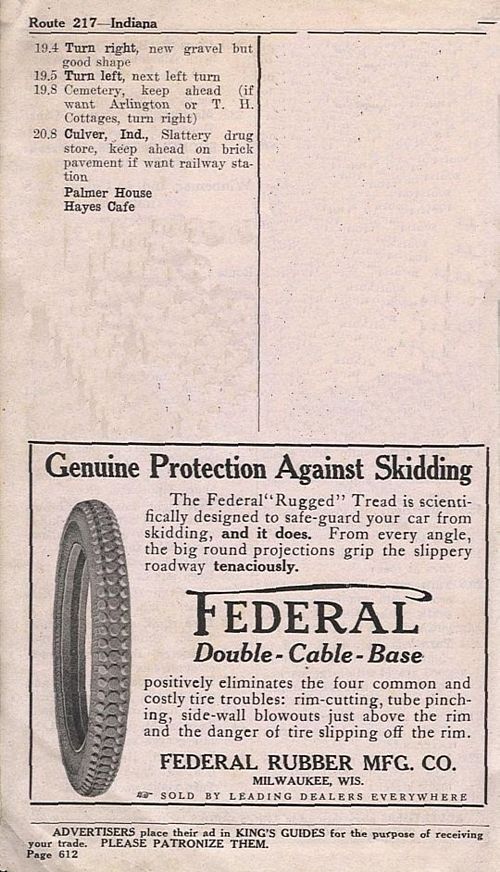 Route 217—Indiana
19.4 Turn right, new gravel but
good shape
19.5 Turn left, next left turn
19.8 Cemetery, keep ahead (if
want Arlington or T. H.
Cottages, turn right)
20.8 Culver, Ind., Slattery drug
store, keep ahead on brick
pavement if want railway sta-
tion
Palmer House
Hayes Cafe
Genuine Protection Against Skidding
The Federal "Rugged" Tread is scienti-
fically designed to safe-guard your car from
skidding, and it does. From every angle,
the big round projections grip the slippery
roadway tenaciously.
FEDERAL
Double-Cable-Base
positively eliminates the four common and
costly tire troubles: rim-cutting, tube pinch-
ing, side-wall blowouts just above the rim
and the danger of tire slipping off the rim.
FEDERAL RUBBER MFG. CO.
MILWAUKEE, WIS.
☞ SOLD BY LEADING DEALERS EVERYWHERE
ADVERTISERS place their ad in KING'S GUIDES for the purpose of receiving
your trade. PLEASE PATRONIZE THEM.
Page 612